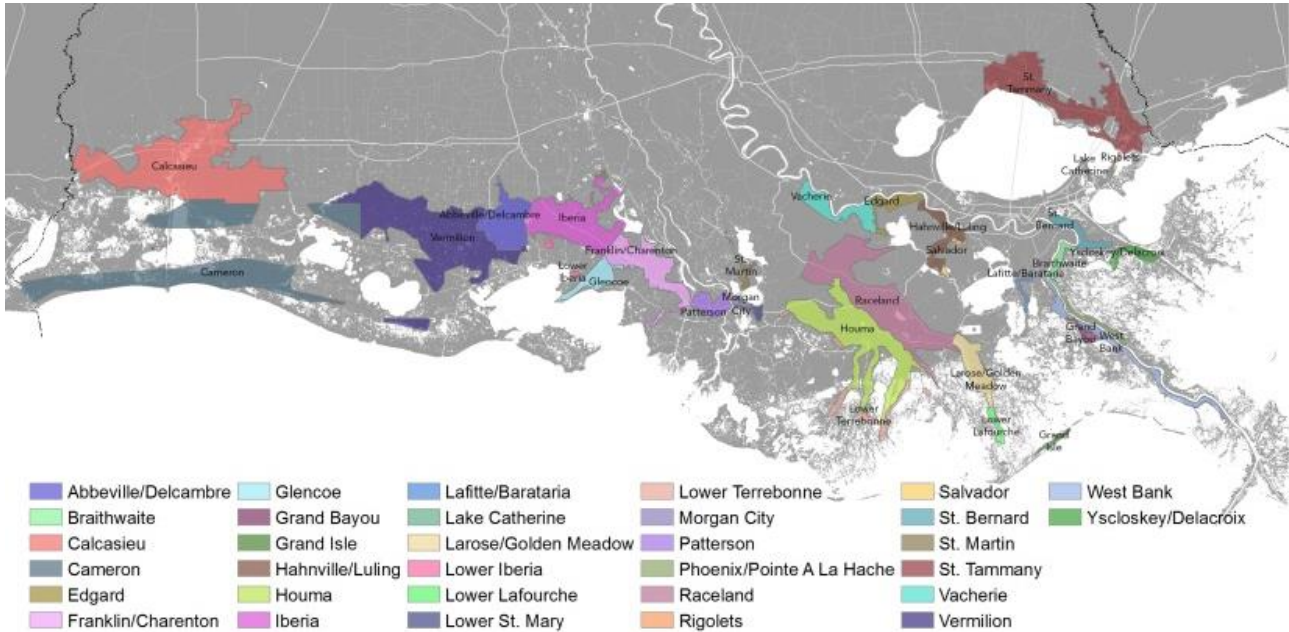 St.
Tammany
Lake
Catherine
Rigolets
Calcasieu
Vacherie
Edgard
Abbeville/Delcambre
Iberia
Vermilion
Hahnville/Luling
St.
Bernard
Salvador
Franklin/Charenton
Yscloskey/Delacroix
Braithwaite
Lafitte/Barataria
Cameron
Lower
Iberia
Glencoe
St.
Martin
Morgan
City
Patterson
Raceland
Houma
Grand
Bayou
West
Bank
Larose/Golden
Meadow
Lower
Terrebonne
Lower
Lafourche
Grand
Isle
Abbeville/Delcambre
Braithwaite
Calcasieu
Cameron
Edgard
Franklin/Charenton
Glencoe
Grand Bayou
Grand Isle
Hahnville/Luling
Houma
Iberia
Lafitte/Barataria
Lake Catherine
Larose/Golden Meadow
Lower Iberia
Lower Lafourche
Lower St. Mary
Lower Terrebonne
Morgan City
Patterson
Phoenix/Pointe A La Hache
Raceland
Rigolets
Salvador
St. Bernard
St. Martin
St. Tammany
Vacherie
Vermilion
West Bank
Yscloskey/Delacroix